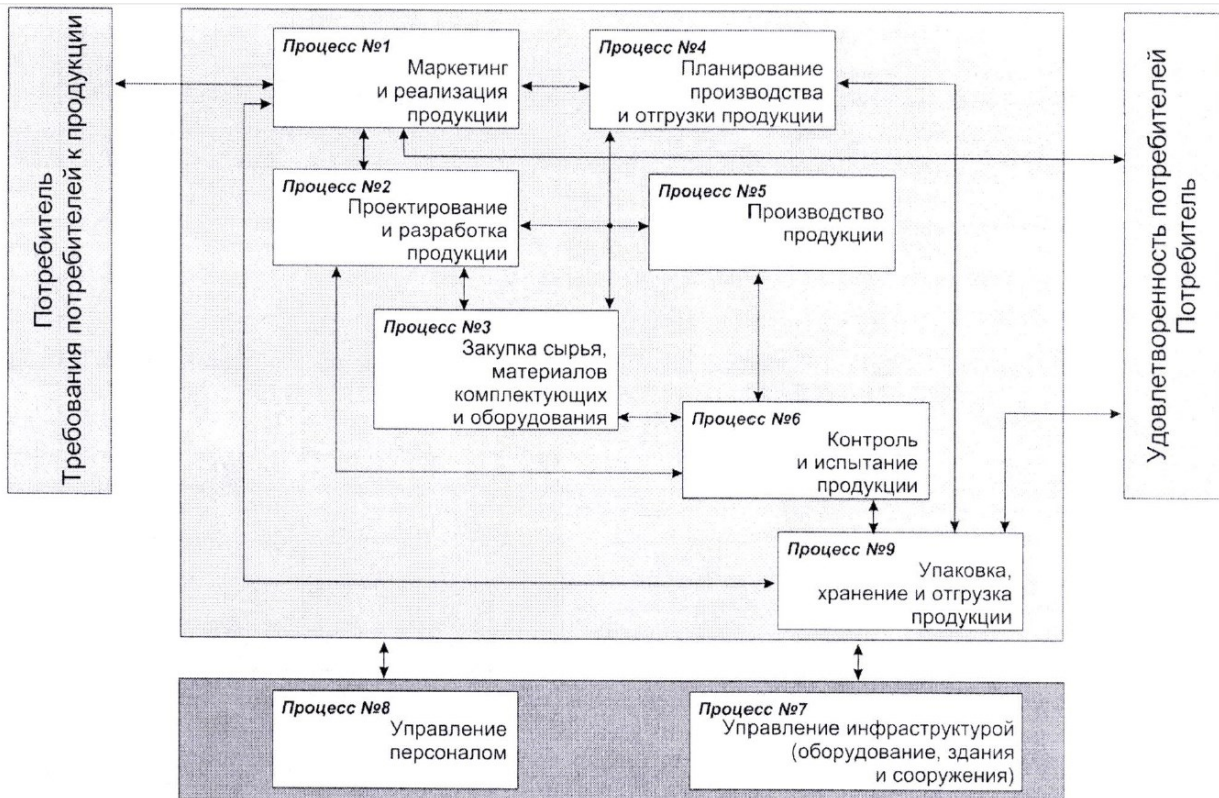 Потребитель
Требования потребителей к продукции
Процесс №1
Маркетинг
и реализация
продукции
Процесс №4
Планирование
производства
и отгрузки продукции
Процесс №2
Проектирование
и разработка
продукции
Процесс №5
Производство
продукции
Процесс №3
Закупка сырья,
материалов
комплектующих
и оборудования
Процесс №6
Контроль
и испытание
продукции
Процесс №9
Упаковка,
хранение и отгрузка
продукции
Удовлетворенность потребителей
Потребитель
Процесс №8
Управление
персоналом
Процесс №7
Управление инфраструктурой
(оборудование, здания
и сооружения)